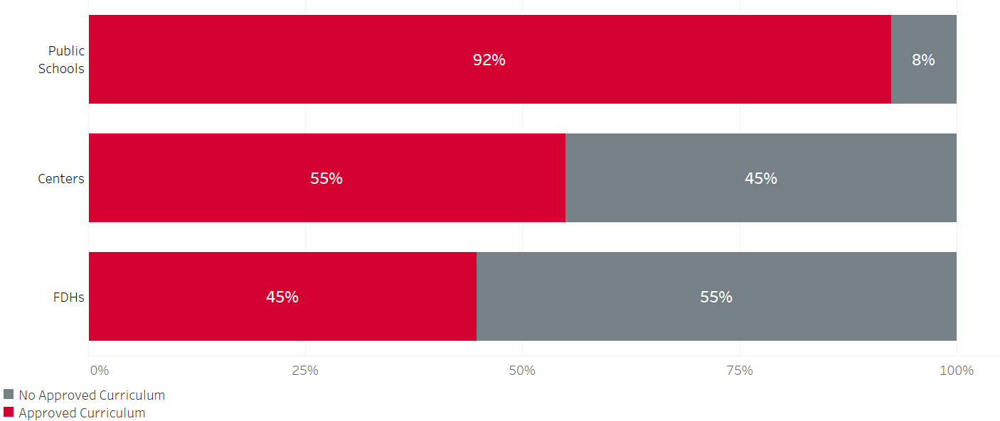 Public
Schools
92%
8%
Centers
55%
45%
FDHs
45%
55%
0%
25%
50%
75%
100%
No Approved Curriculum
Approved Curriculum